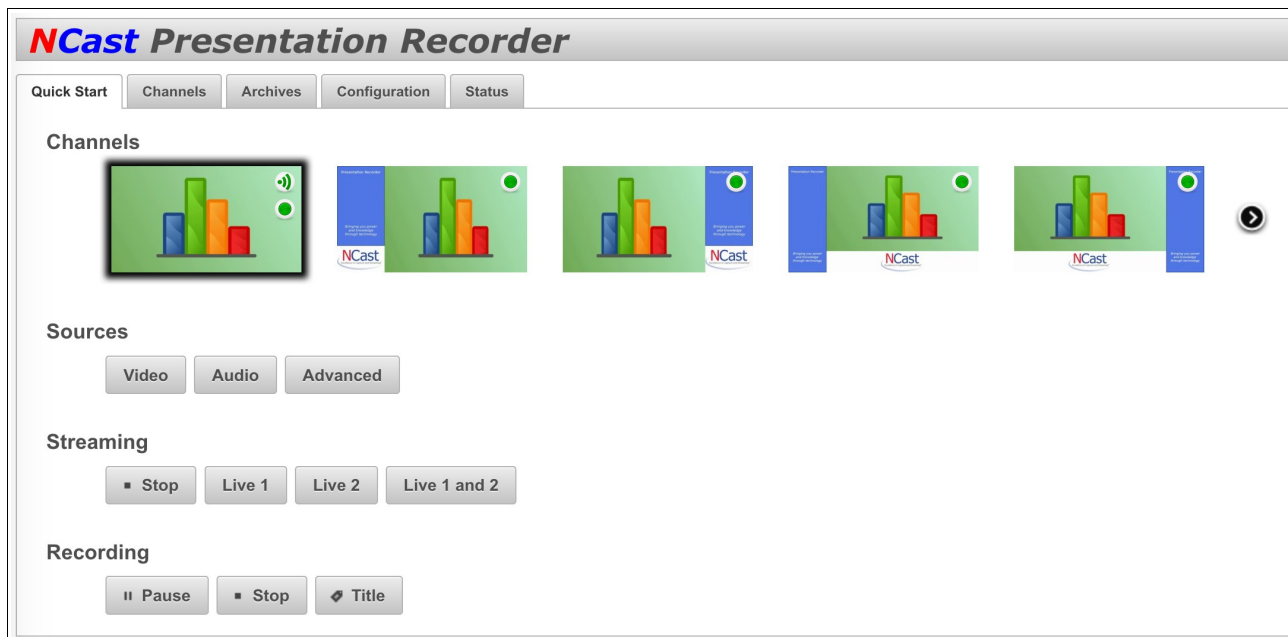 NCast Presentation Recorder
Quick Start Channels Archives Configuration Status
Channels
NCast
NCast
NCast
NCast
Sources
Video Audio Advanced
Streaming
Stop Live 1 Live 2 Live 1 and 2
Recording
Pause Stop Title